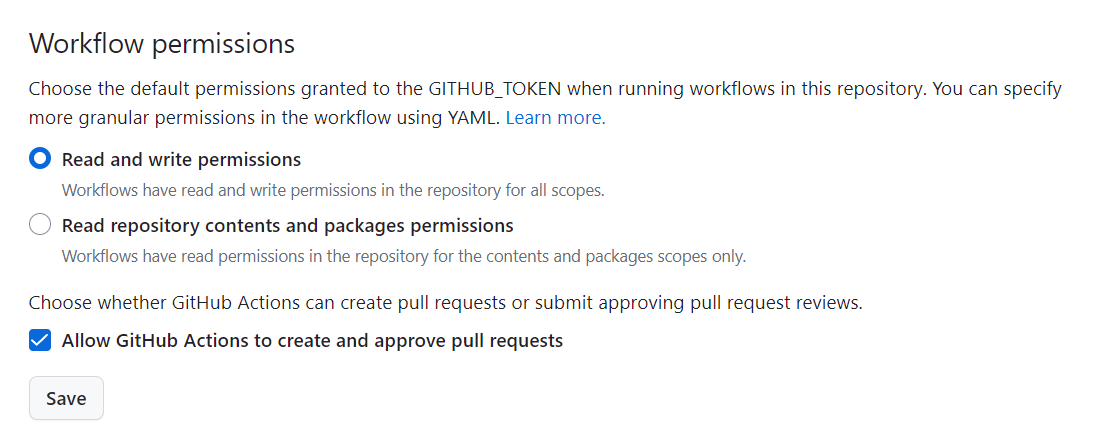 Workflow permissions
Choose the default permissions granted to the GITHUB_TOKEN when running workflows in this repository. You can specify
more granular permissions in the workflow using YAML. Learn more.
Read and write permissions
Workflows have read and write permissions in the repository for all scopes.
Read repository contents and packages permissions
Workflows have read permissions in the repository for the contents and packages scopes only.
Choose whether GitHub Actions can create pull requests or submit approving pull request reviews.
Allow GitHub Actions to create and approve pull requests
Save